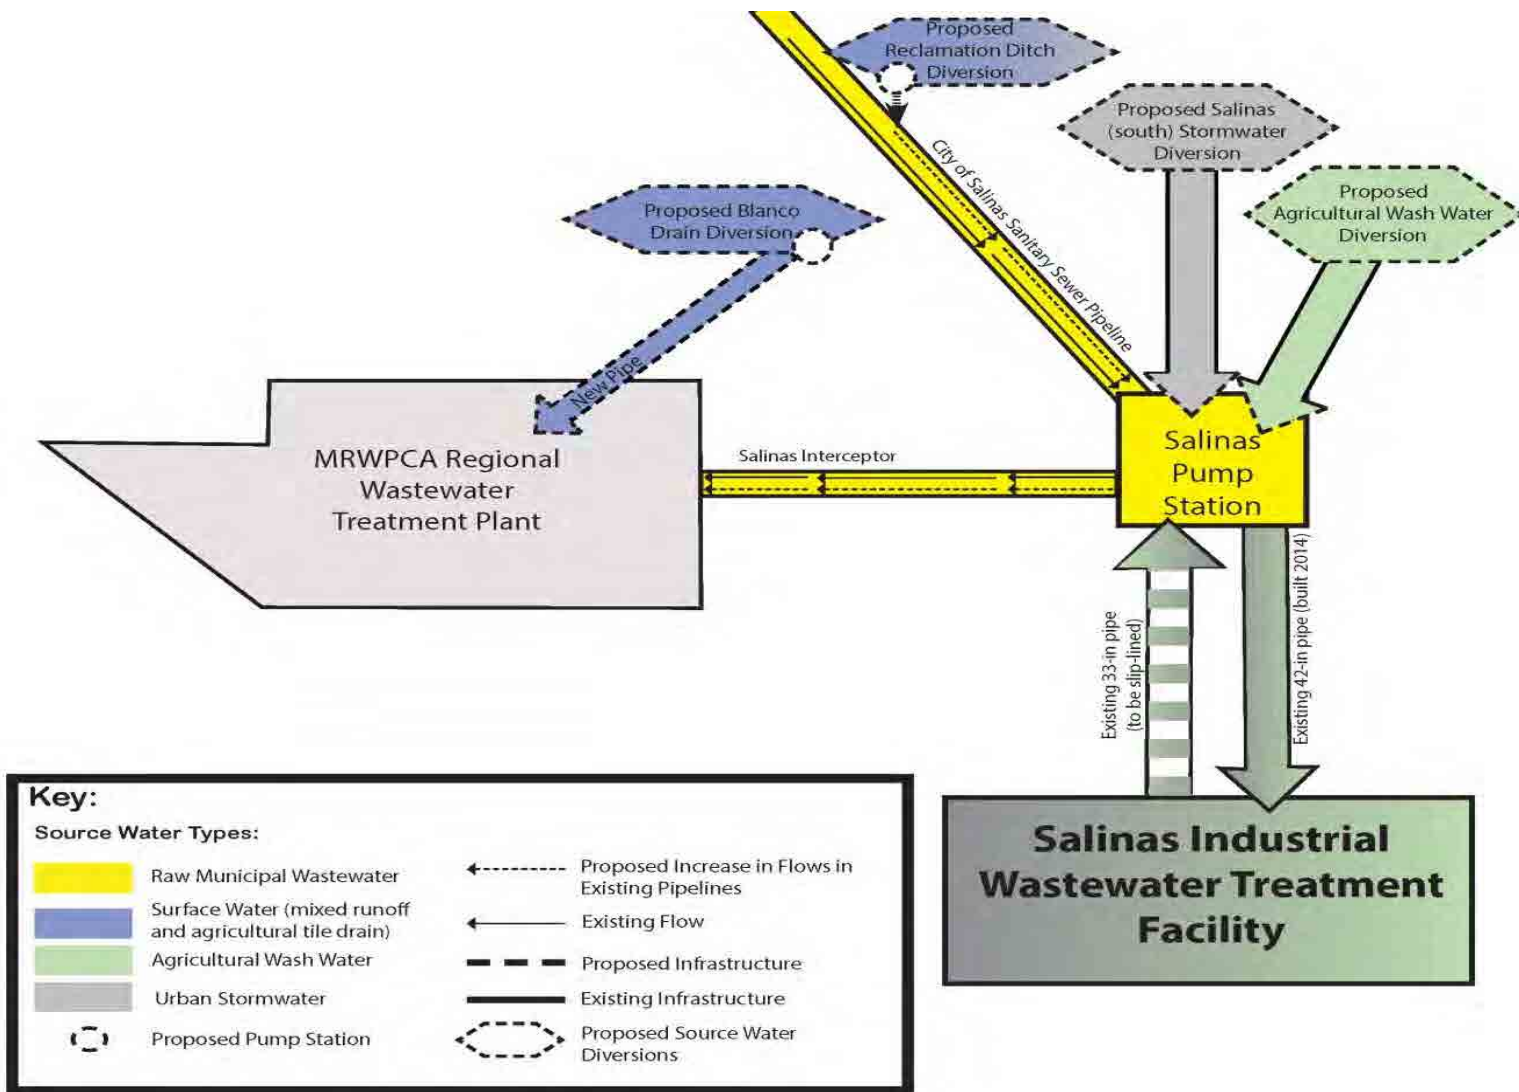 Proposed
Reclamation Ditch
Diversion
Proposed Salinas
(south) Stormwater
Diversion
Proposed
Agricultural Wash Water
Diversion
Proposed Blanco
Drain Diversion
City of Salinas Sanitary Sewer Pipeline
New Pipe
MRWPCA Regional
Wastewater
Treatment Plant
Salinas Interceptor
Salinas
Pump
Station
Existing 33-in pipe
(to be slip-lined)
Existing 42-in pipe (built 2014)
Salinas Industrial
Wastewater Treatment
Facility
Key:
Source Water Types:
Raw Municipal Wastewater
Surface Water (mixed runoff
and agricultural tile drain)
Agricultural Wash Water
Urban Stormwater
Proposed Pump Station
Proposed Increase in Flows in
Existing Pipelines
Existing Flow
Proposed Infrastructure
Existing Infrastructure
Proposed Source Water
Diversions